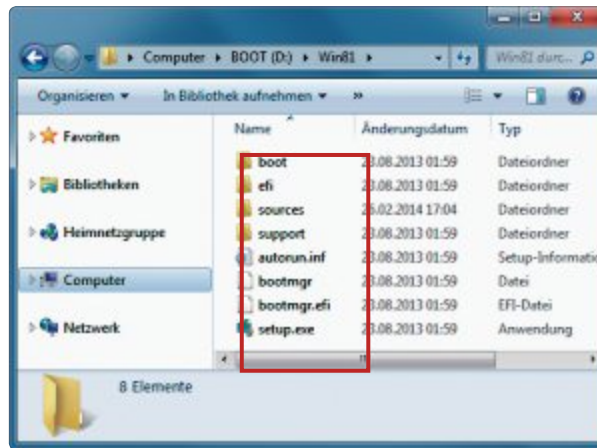 Computer ▸ BOOT (D:) ▸ Win81 ▸ Win81 durc...
Organisieren In Bibliothek aufnehmen »
Name Änderungsdatum Typ
Favoriten
Bibliotheken
Heimnetzgruppe
Computer
Netzwerk
boot 23.08.2013 01:59 Dateiordner
efi 23.08.2013 01:59 Dateiordner
sources 26.02.2014 17:04 Dateiordner
support 23.08.2013 01:59 Dateiordner
autorun.inf 23.08.2013 01:59 Setup-Informatio
bootmgr 23.08.2013 01:59 Datei
bootmgr.efi 23.08.2013 01:59 EFI-Datei
setup.exe 23.08.2013 01:59 Anwendung
8 Elemente